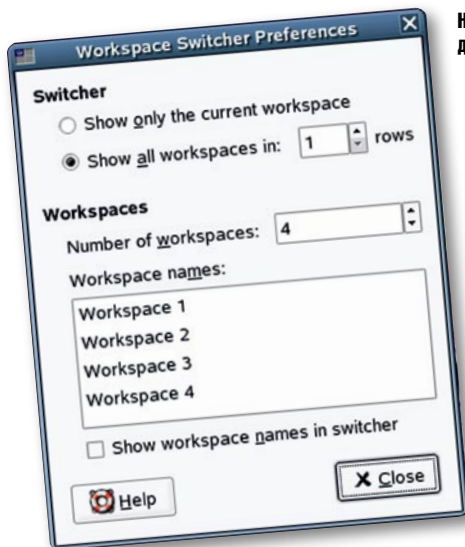 Workspace Switcher Preferences
Switcher
Show only the current workspace
Show all workspaces in: 1 rows
Workspaces
Number of workspaces: 4
Workspace names:
Workspace 1
Workspace 2
Workspace 3
Workspace 4
Show workspace names in switcher
Help
Close